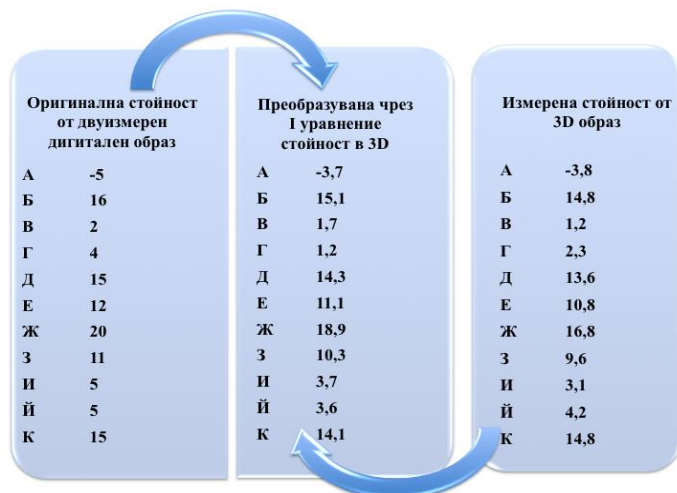 Оригинална стойност
от двуизмерен
дигитален образ
А -5
Б 16
В 2
Г 4
Д 15
Е 12
Ж 20
З 11
И 5
Й 5
К 15
Преобразувана чрез
I уравнение
стойност в 3D
А -3,7
Б 15,1
В 1,7
Г 1,2
Д 14,3
Е 11,1
Ж 18,9
З 10,3
И 3,7
Й 3,6
К 14,1
Измерена стойност от
3D образ
А -3,8
Б 14,8
В 1,2
Г 2,3
Д 13,6
Е 10,8
Ж 16,8
З 9,6
И 3,1
Й 4,2
К 14,8